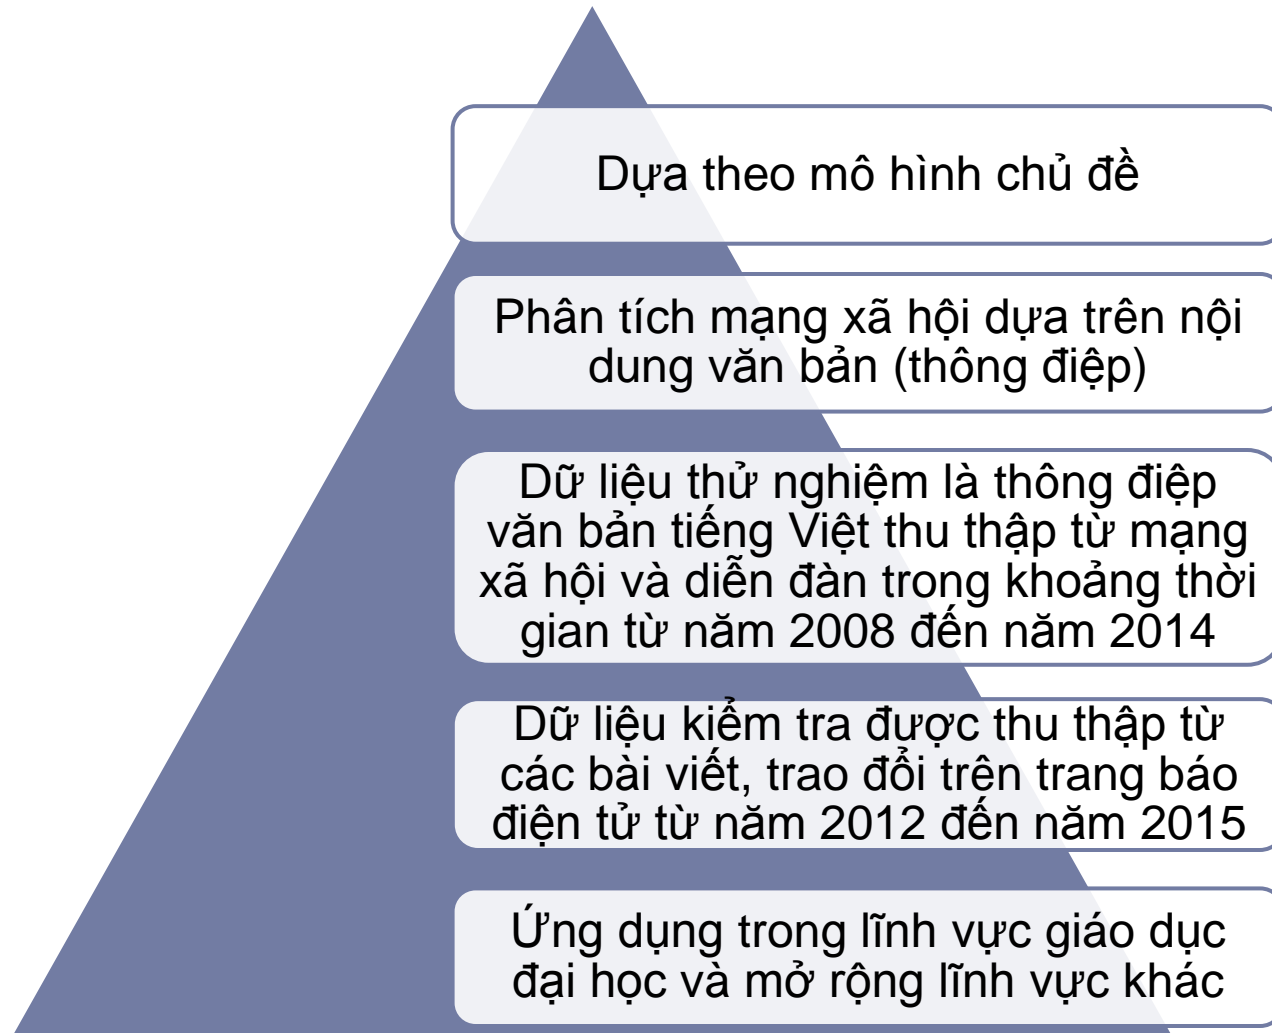 Dựa theo mô hình chủ đề
Phân tích mạng xã hội dựa trên nội
dung văn bản (thông điệp)
Dữ liệu thử nghiệm là thông điệp
văn bản tiếng Việt thu thập từ mạng
xã hội và diễn đàn trong khoảng thời
gian từ năm 2008 đến năm 2014
Dữ liệu kiểm tra được thu thập từ
các bài viết, trao đổi trên trang báo
điện tử từ năm 2012 đến năm 2015
Ứng dụng trong lĩnh vực giáo dục
đại học và mở rộng lĩnh vực khác